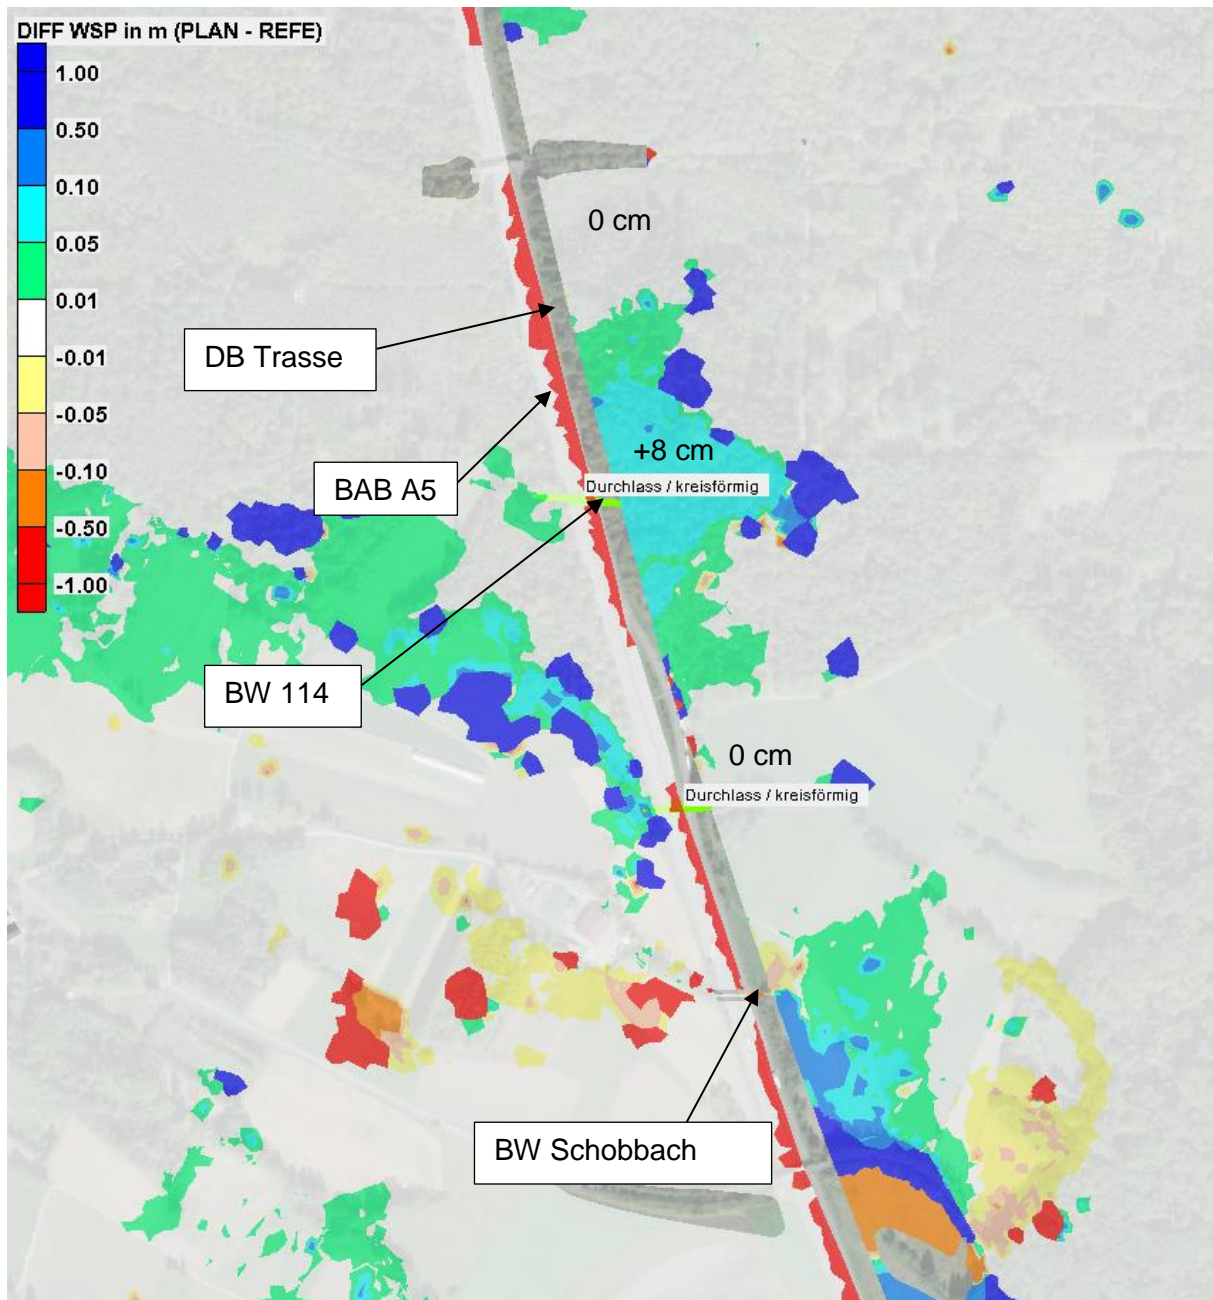 DIFF WSP in m (PLAN - REFE)
1.00
0.50
0.10
0.05
0.01
-0.01
-0.05
-0.10
-0.50
-1.00
0 cm
DB Trasse
+8 cm
BAB A5
Durchlass / kreisförmig
BW 114
0 cm
Durchlass / kreisförmig
BW Schobbach